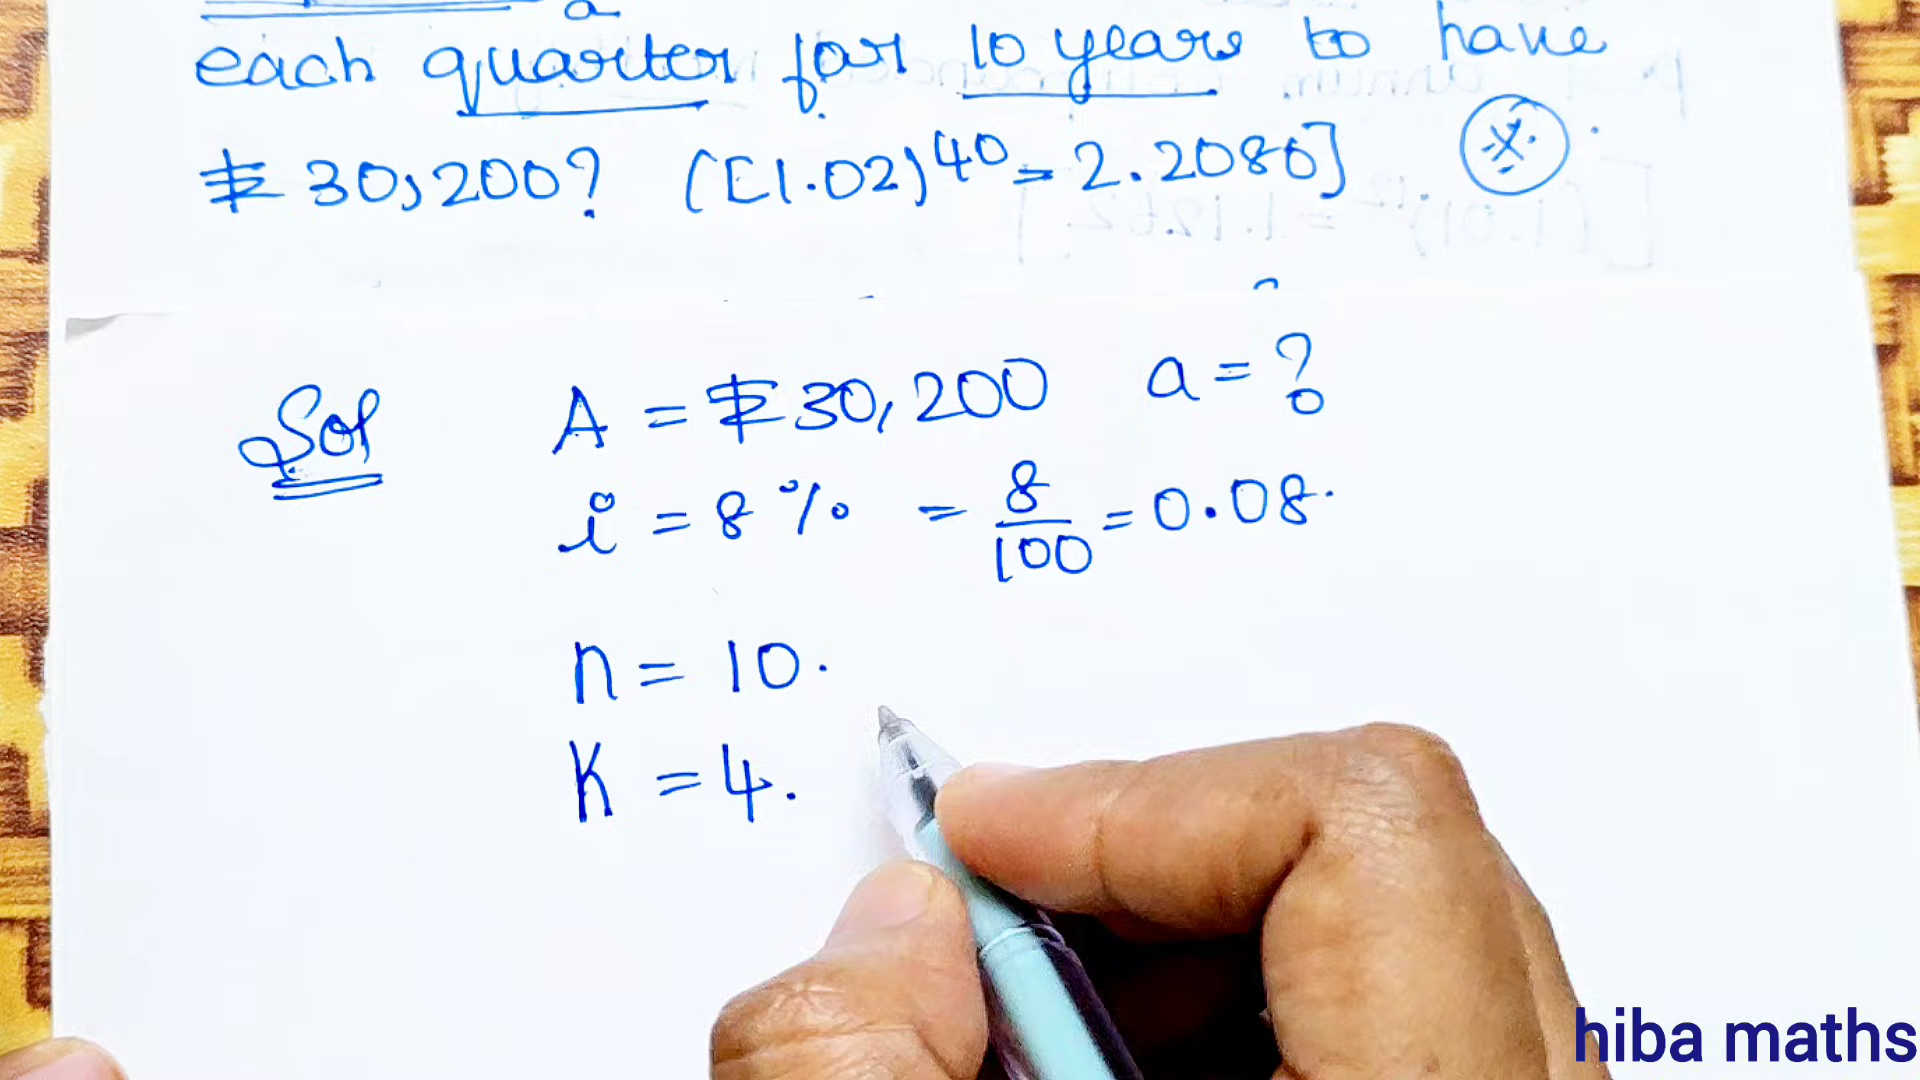 a
each quarter for 10 years to have
₹ 30,200? ([1.02)⁴⁰ = 2.2080]
Sol
A = ₹30,200 a = ?
i = 8% = 8/100 = 0.08.
n = 10.
K = 4.
hiba maths